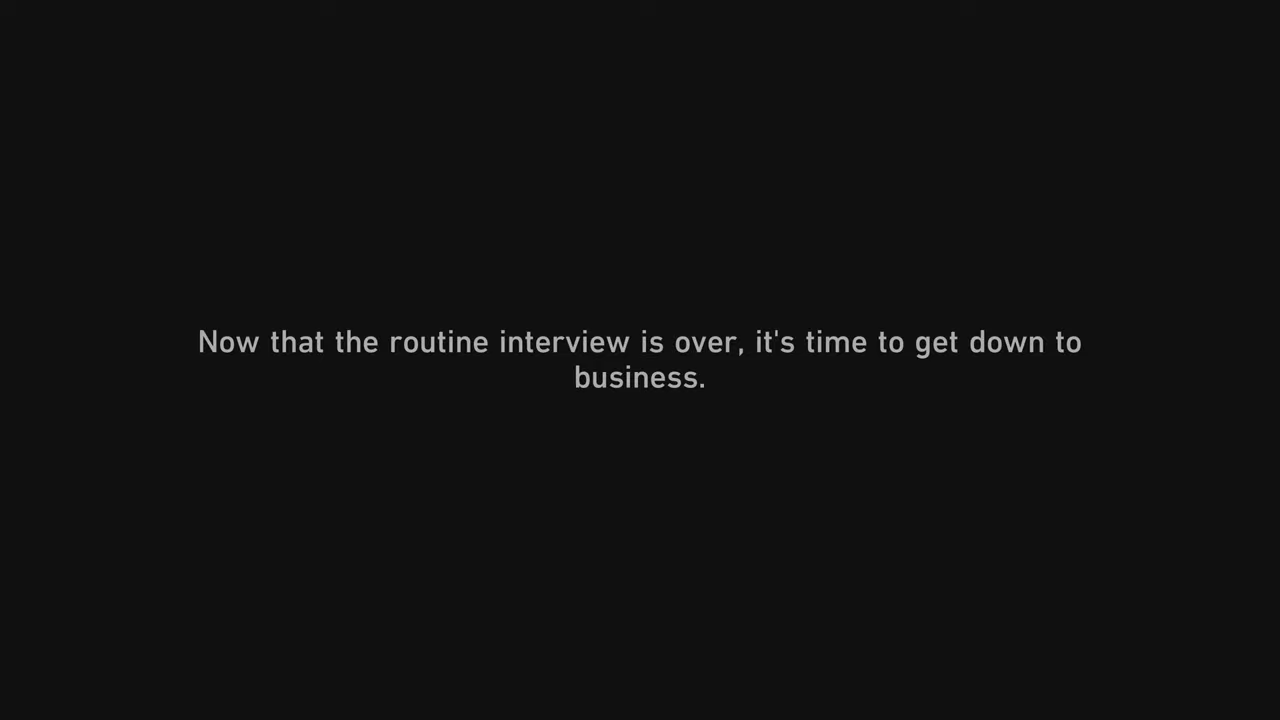 Now that the routine interview is over, it's time to get down to
business.